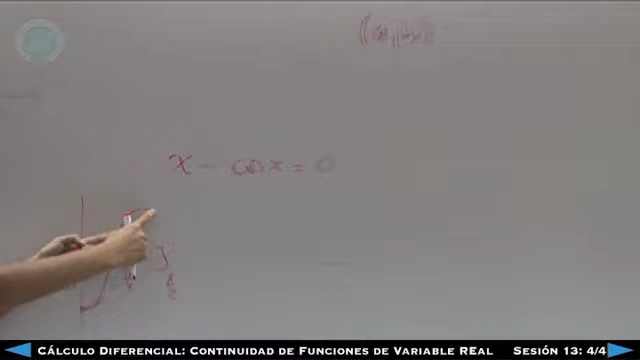 x - cos x = 0
Cálculo Diferencial: Continuidad de Funciones de Variable REal Sesión 13: 4/4